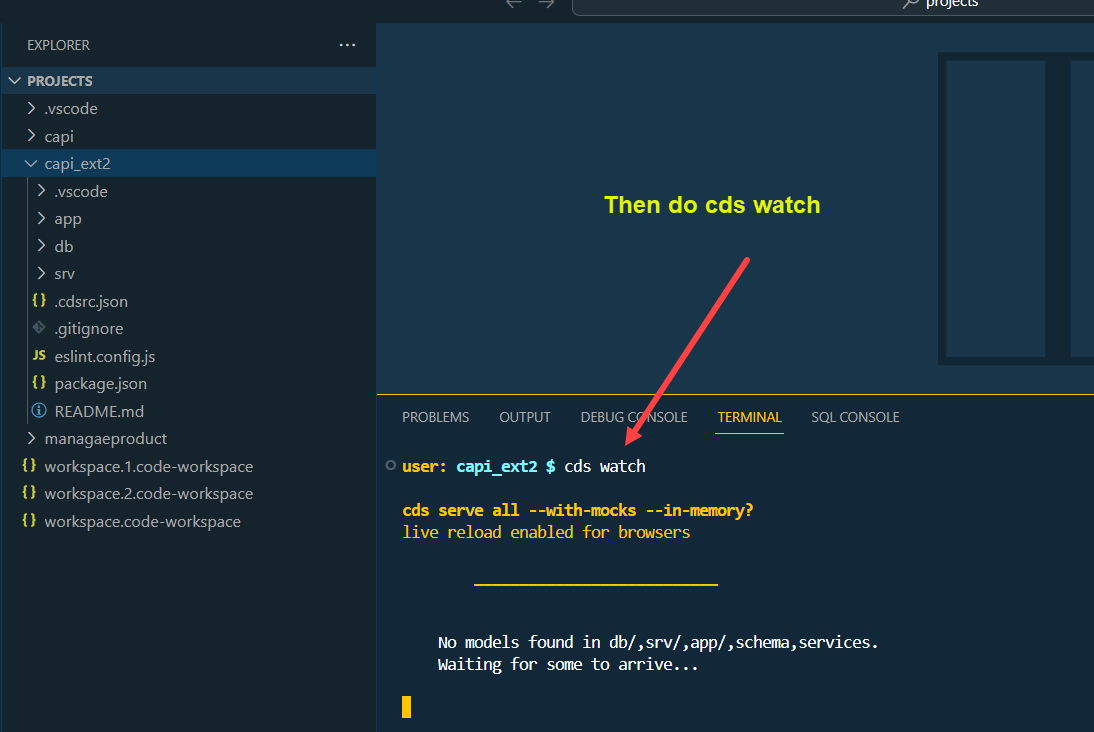 projects
EXPLORER
PROJECTS
.vscode
capi
capi_ext2
.vscode
app
db
srv
{} .cdsrc.json
.gitignore
JS eslint.config.js
{} package.json
README.md
managaeproduct
{} workspace.1.code-workspace
{} workspace.2.code-workspace
{} workspace.code-workspace
Then do cds watch
PROBLEMS OUTPUT DEBUG CONSOLE TERMINAL SQL CONSOLE
user: capi_ext2 $ cds watch
cds serve all --with-mocks --in-memory?
live reload enabled for browsers
___________________________
No models found in db/,srv/,app/,schema,services.
Waiting for some to arrive...